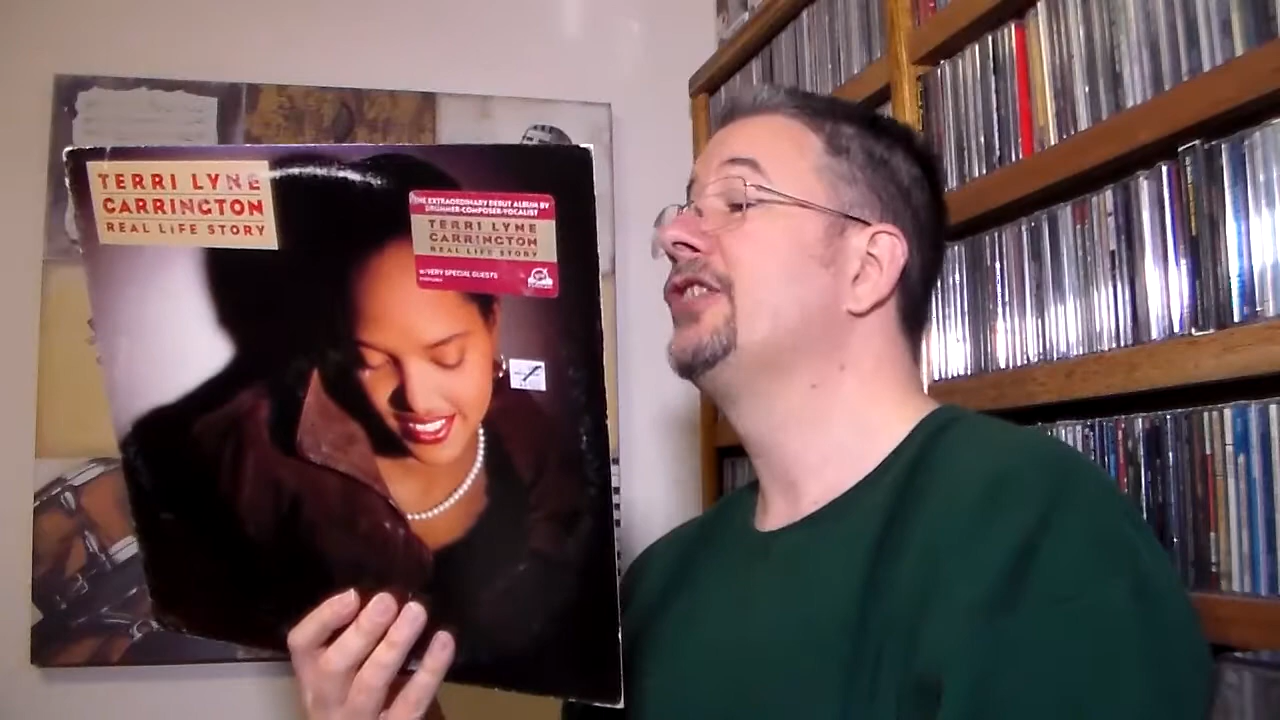 TERRI LYNE
CARRINGTON
REAL LIFE STORY
THE EXTRAORDINARY DEBUT ALBUM BY
DRUMMER-COMPOSER-VOCALIST
TERRI LYNE
CARRINGTON
REAL LIFE STORY
w/VERY SPECIAL GUESTS